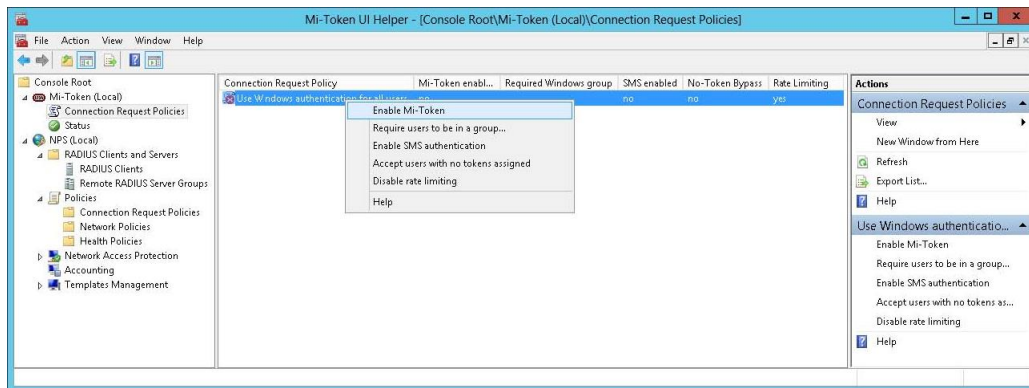 Mi-Token UI Helper - [Console Root\Mi-Token (Local)\Connection Request Policies]
File Action View Window Help
Console Root
Mi-Token (Local)
Connection Request Policies
Status
NPS (Local)
RADIUS Clients and Servers
RADIUS Clients
Remote RADIUS Server Groups
Policies
Connection Request Policies
Network Policies
Health Policies
Network Access Protection
Accounting
Templates Management
Connection Request Policy Mi-Token enabl... Required Windows group SMS enabled No-Token Bypass Rate Limiting
Use Windows authentication for all users no no no yes
Enable Mi-Token
Require users to be in a group...
Enable SMS authentication
Accept users with no tokens assigned
Disable rate limiting
Help
Actions
Connection Request Policies
View
New Window from Here
Refresh
Export List...
Help
Use Windows authenticatio...
Enable Mi-Token
Require users to be in a group...
Enable SMS authentication
Accept users with no tokens as...
Disable rate limiting
Help